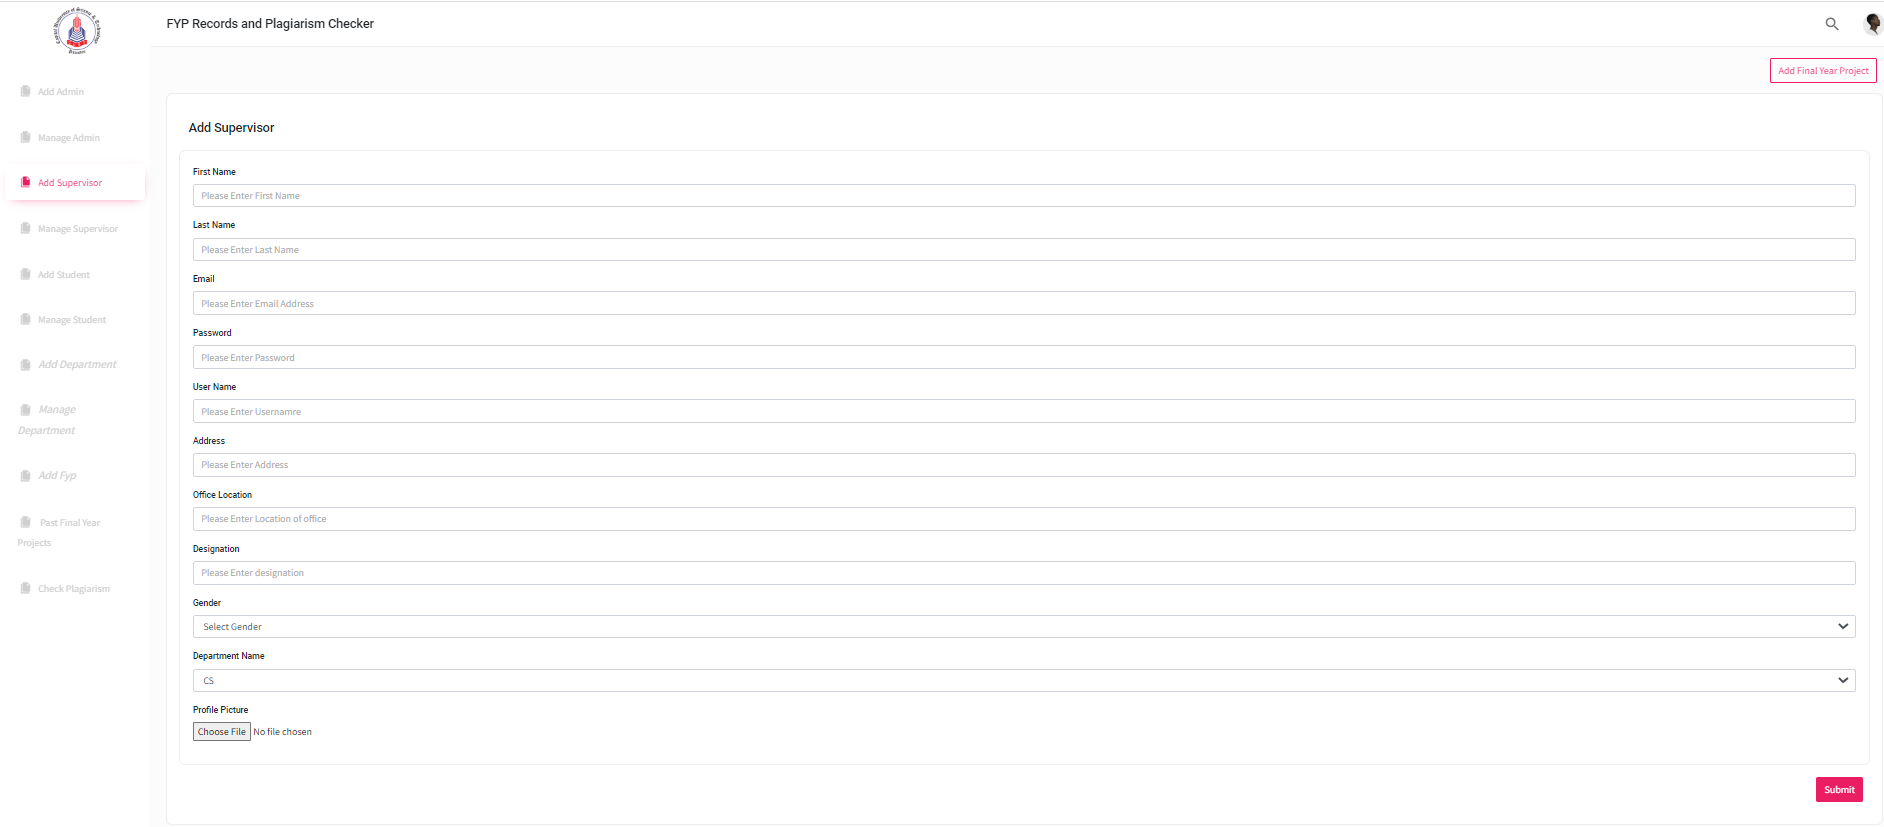 FYP Records and Plagiarism Checker
Add Final Year Project
Add Admin
Manage Admin
Add Supervisor
Manage Supervisor
Add Student
Manage Student
Add Department
Manage
Department
Add Fyp
Past Final Year
Projects
Check Plagiarism
Add Supervisor
First Name
Please Enter First Name
Last Name
Please Enter Last Name
Email
Please Enter Email Address
Password
Please Enter Password
User Name
Please Enter Usernamre
Address
Please Enter Address
Office Location
Please Enter Location of office
Designation
Please Enter designation
Gender
Select Gender
Department Name
CS
Profile Picture
Choose File No file chosen
Submit